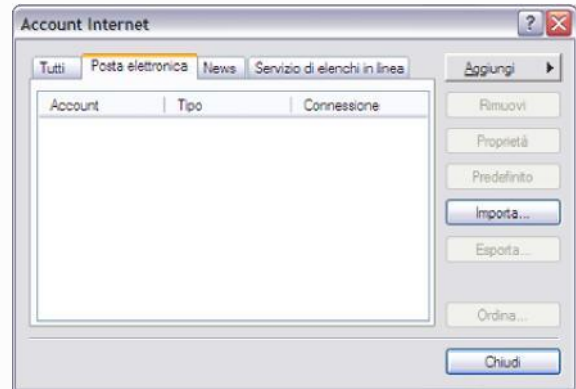 Account Internet
Tutti Posta elettronica News Servizio di elenchi in linea
Account Tipo Connessione
Aggiungi
Rimuovi
Proprietà
Predefinito
Importa...
Esporta...
Ordina...
Chiudi